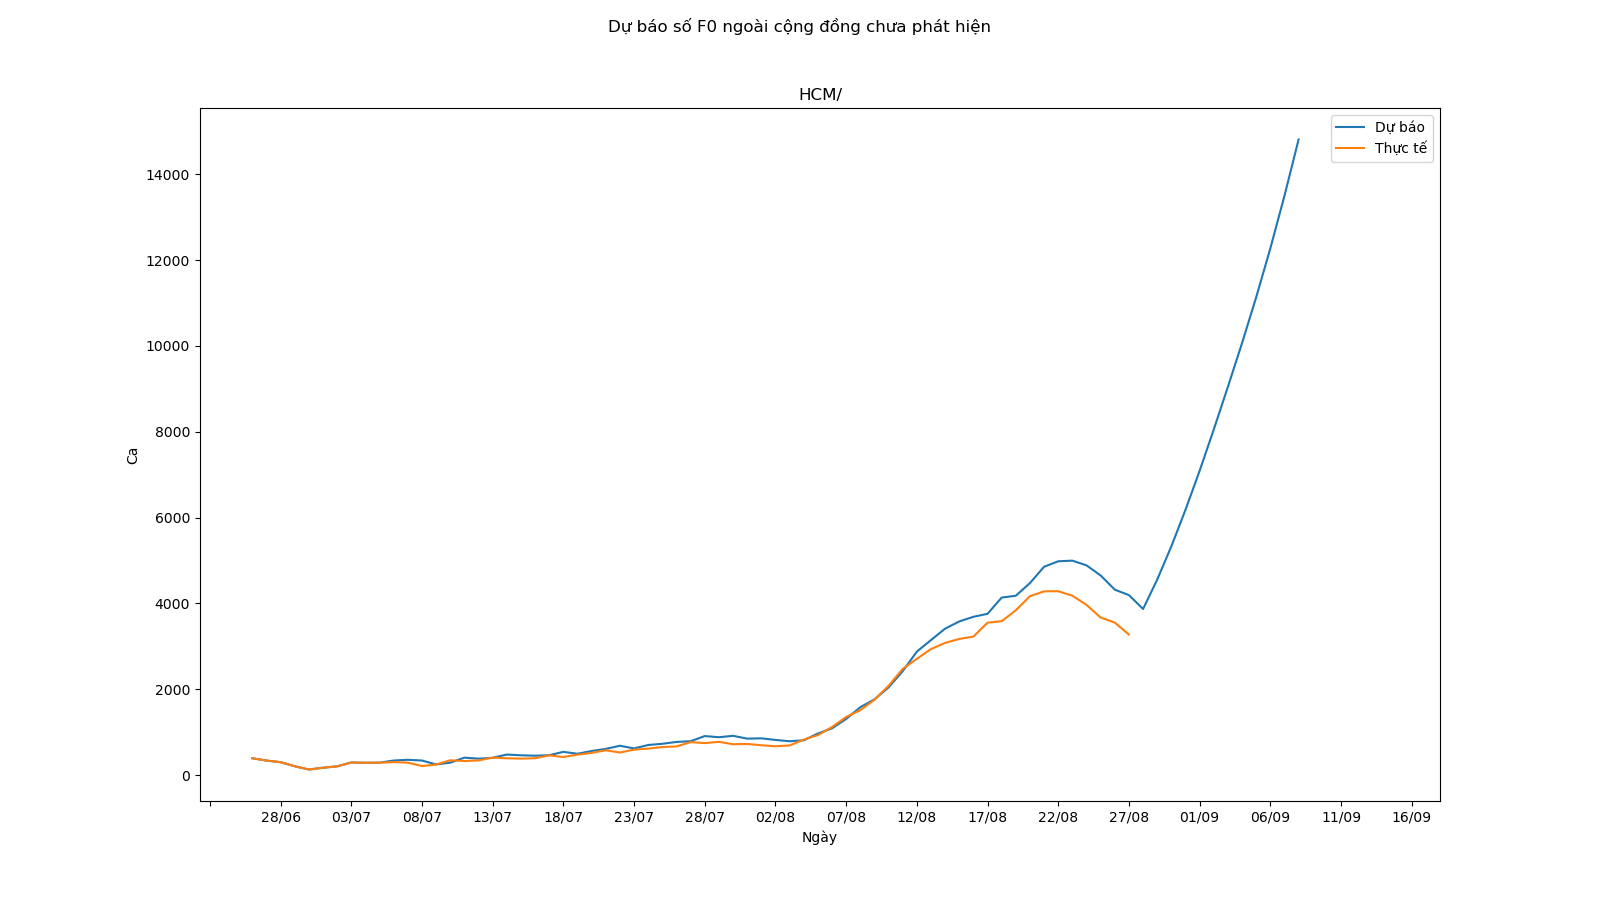 Dự báo số F0 ngoài cộng đồng chưa phát hiện
HCM/
Dự báo
Thực tế
14000
12000
10000
8000
6000
4000
2000
0
Ca
28/06 03/07 08/07 13/07 18/07 23/07 28/07 02/08 07/08 12/08 17/08 22/08 27/08 01/09 06/09 11/09 16/09
Ngày